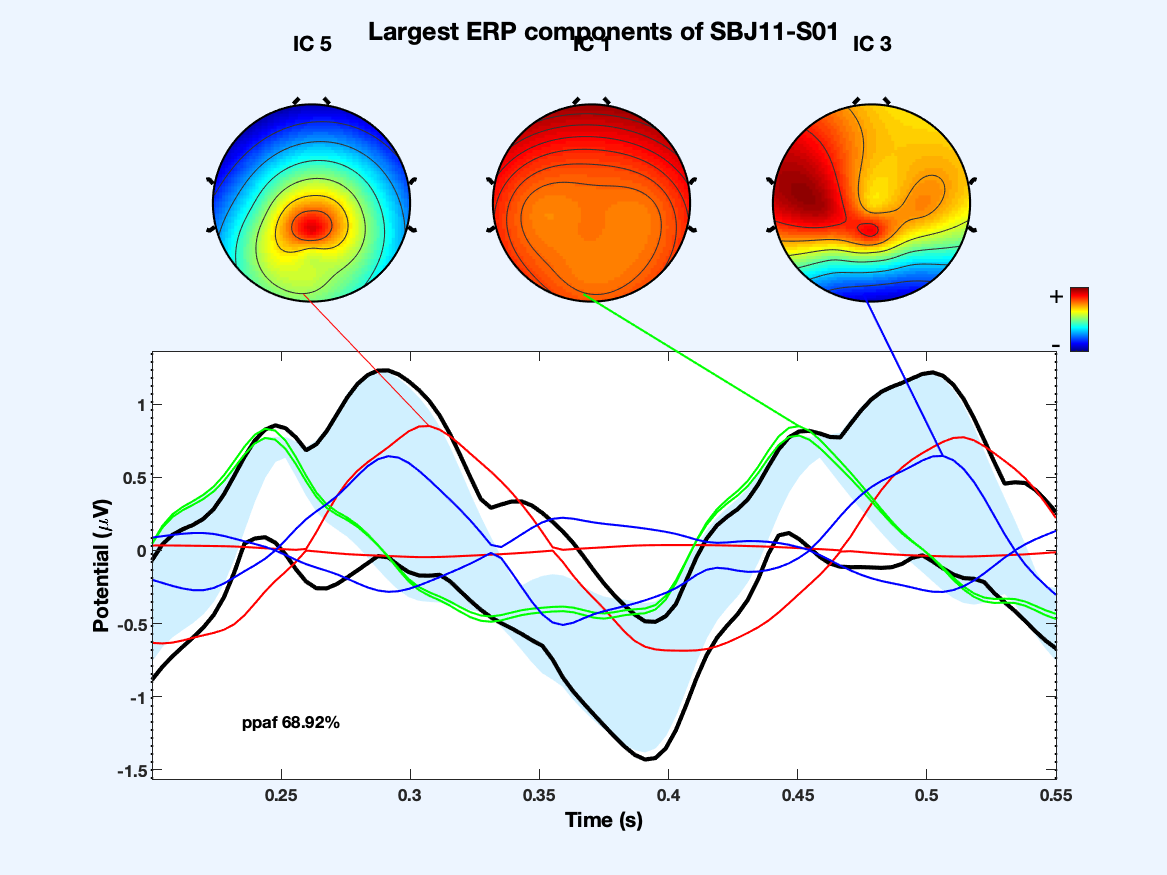 Largest ERP components of SBJ11-S01
IC 5
IC 1
IC 3
+
-
1
0.5
0
-0.5
-1
-1.5
Potential (μV)
ppaf 68.92%
0.25 0.3 0.35 0.4 0.45 0.5 0.55
Time (s)